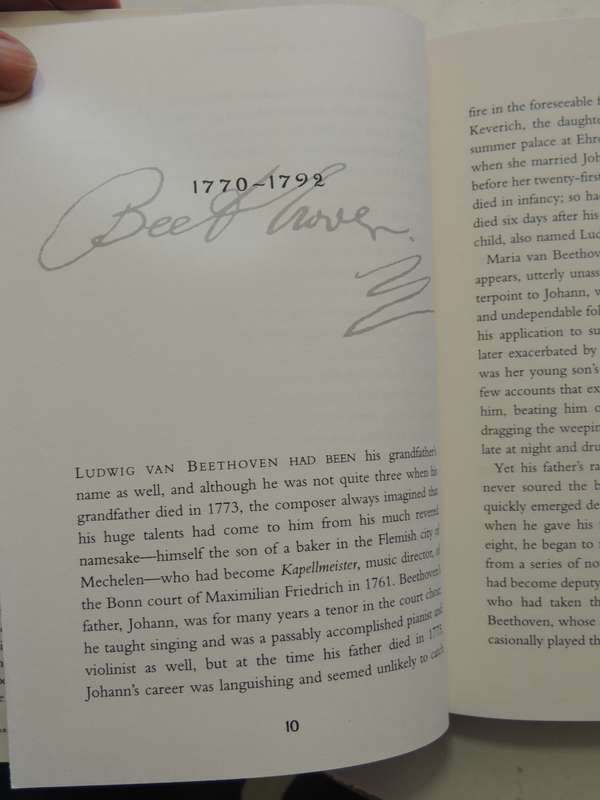 1770~1792
Beethoven.
LUDWIG VAN BEETHOVEN HAD BEEN his grandfather's
name as well, and although he was not quite three when his
grandfather died in 1773, the composer always imagined that
his huge talents had come to him from his much revered
namesake—himself the son of a baker in the Flemish city of
Mechelen—who had become Kapellmeister, music director, of
the Bonn court of Maximilian Friedrich in 1761. Beethoven's
father, Johann, was for many years a tenor in the court choir;
he taught singing and was a passably accomplished pianist and
violinist as well, but at the time his father died in 1773,
Johann's career was languishing and seemed unlikely to catch
10
fire in the foreseeable
Keverich, the daughte
summer palace at Ehre
when she married Joh
before her twenty-first
died in infancy; so ha
died six days after his
child, also named Lud
Maria van Beethov
appears, utterly unass
terpoint to Johann, w
and undependable fol
his application to su
later exacerbated by
was her young son's
few accounts that ex
him, beating him o
dragging the weepin
late at night and dru
Yet his father's ra
never soured the b
quickly emerged de
when he gave his
eight, he began to
from a series of no
had become deputy
who had taken th
Beethoven, whose
casionally played th